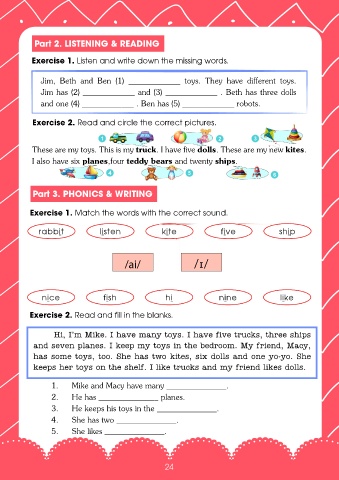 Part 2. LISTENING & READING
Exercise 1. Listen and write down the missing words.
Jim, Beth and Ben (1) ____________ toys. They have different toys.
Jim has (2) ____________ and (3) ____________ . Beth has three dolls
and one (4) ____________ . Ben has (5) ____________ robots.
Exercise 2. Read and circle the correct pictures.
1 2 3
These are my toys. This is my truck. I have five dolls. These are my new kites.
I also have six planes,four teddy bears and twenty ships.
4 5 6
Part 3. PHONICS & WRITING
Exercise 1. Match the words with the correct sound.
rabbit listen kite five ship
/ai/ /ɪ/
nice fish hi nine like
Exercise 2. Read and fill in the blanks.
Hi, I'm Mike. I have many toys. I have five trucks, three ships
and seven planes. I keep my toys in the bedroom. My friend, Macy,
has some toys, too. She has two kites, six dolls and one yo-yo. She
keeps her toys on the shelf. I like trucks and my friend likes dolls.
1. Mike and Macy have many ______________.
2. He has ______________ planes.
3. He keeps his toys in the ______________.
4. She has two ______________.
5. She likes ______________.
24